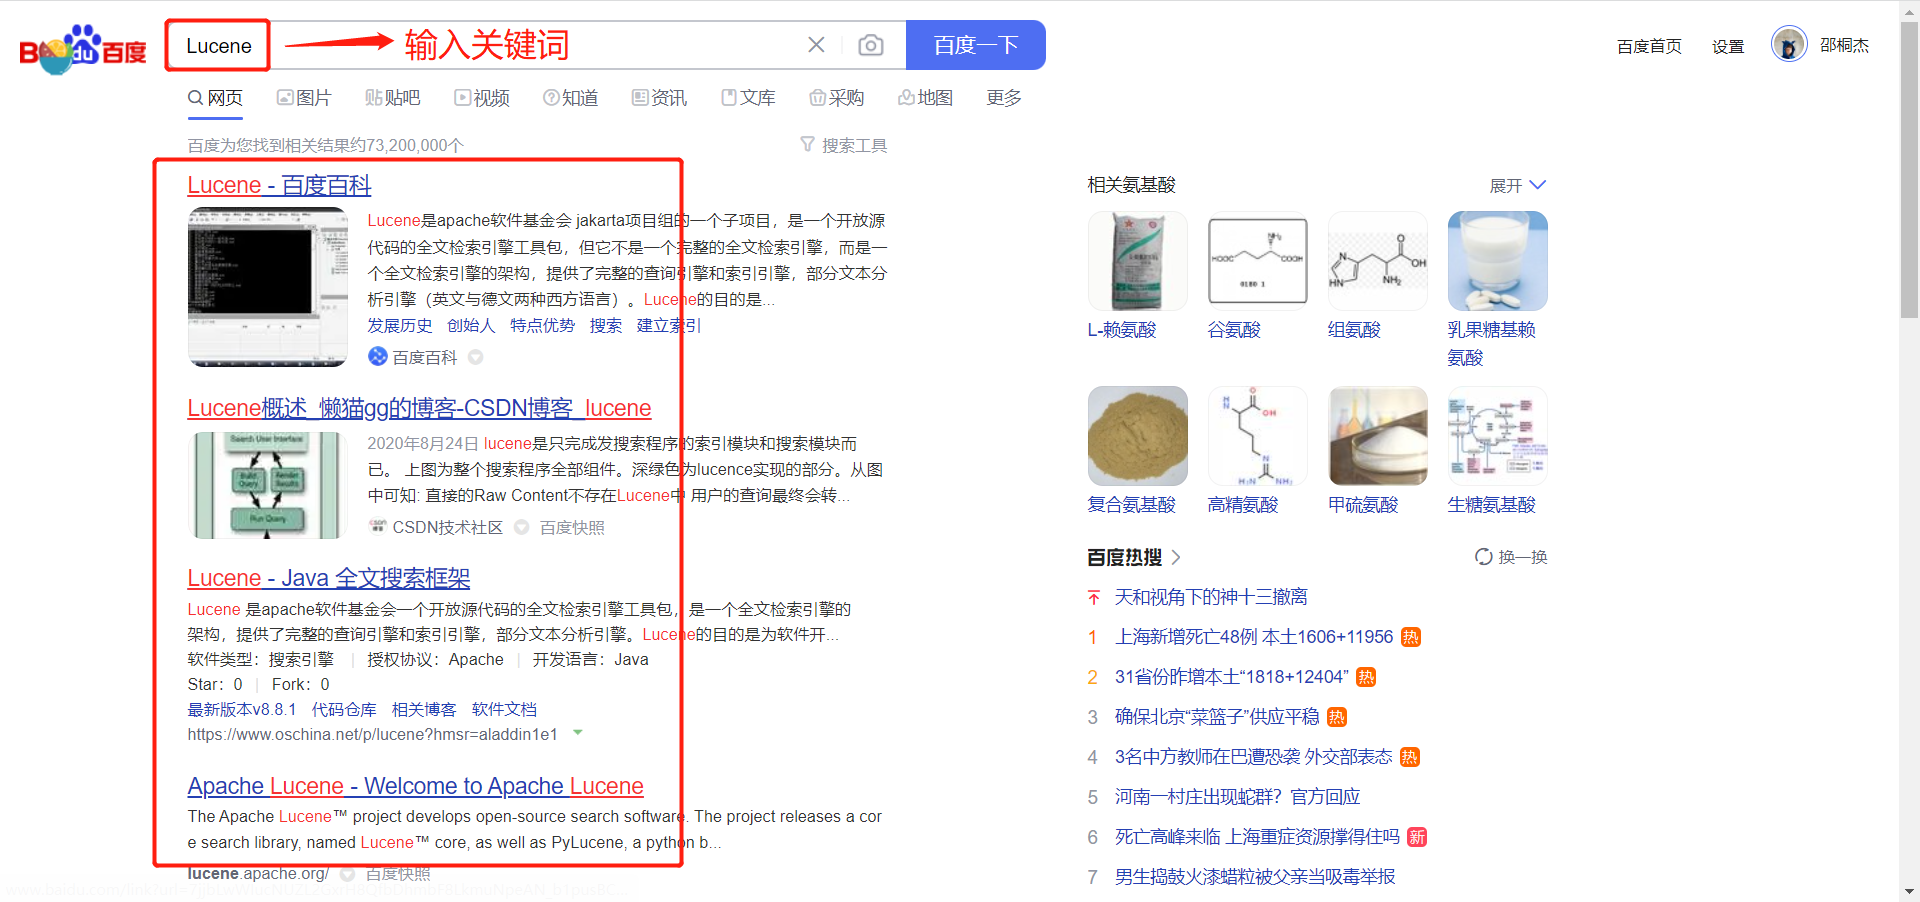 Baidu百度
Lucene
输入关键词
百度一下
百度首页
设置
邵桐杰
网页
图片
贴吧
视频
知道
资讯
文库
采购
地图
更多
百度为您找到相关结果约73,200,000个
搜索工具
Lucene - 百度百科
Lucene是apache软件基金会 jakarta项目组的一个子项目，是一个开放源
代码的全文检索引擎工具包，但它不是一个完整的全文检索引擎，而是一
个全文检索引擎的架构，提供了完整的查询引擎和索引引擎，部分文本分
析引擎（英文与德文两种西方语言）。Lucene的目的是...
发展历史 创始人 特点优势 搜索 建立索引
百度百科
Lucene概述_懒猫gg的博客-CSDN博客_lucene
Search User Interface
Build Query
Render Results
Run Query
2020年8月24日 lucene是只完成发搜索程序的索引模块和搜索模块而
已。 上图为整个搜索程序全部组件。深绿色为lucence实现的部分。从图
中可知: 直接的Raw Content不存在Lucene中 用户的查询最终会转...
CSDN技术社区 百度快照
Lucene - Java 全文搜索框架
Lucene 是apache软件基金会一个开放源代码的全文检索引擎工具包，是一个全文检索引擎的
架构，提供了完整的查询引擎和索引引擎，部分文本分析引擎。Lucene的目的是为软件开...
软件类型：搜索引擎 | 授权协议：Apache | 开发语言：Java
Star：0 | Fork：0
最新版本v8.8.1 代码仓库 相关博客 软件文档
https://www.oschina.net/p/lucene?hmsr=aladdin1e1
Apache Lucene - Welcome to Apache Lucene
The Apache Lucene™ project develops open-source search software. The project releases a cor
e search library, named Lucene™ core, as well as PyLucene, a python b...
lucene.apache.org/ 百度快照
相关氨基酸
展开
L-赖氨酸
谷氨酸
组氨酸
乳果糖基赖
氨酸
复合氨基酸
高精氨酸
甲硫氨酸
生糖氨基酸
百度热搜
换一换
天和视角下的神十三撤离
1 上海新增死亡48例 本土1606+11956 热
2 31省份昨增本土“1818+12404” 热
3 确保北京“菜篮子”供应平稳 热
4 3名中方教师在巴遭恐袭 外交部表态 热
5 河南一村庄出现蛇群？官方回应
6 死亡高峰来临 上海重症资源撑得住吗 新
7 男生捣鼓火漆蜡粒被父亲当吸毒举报